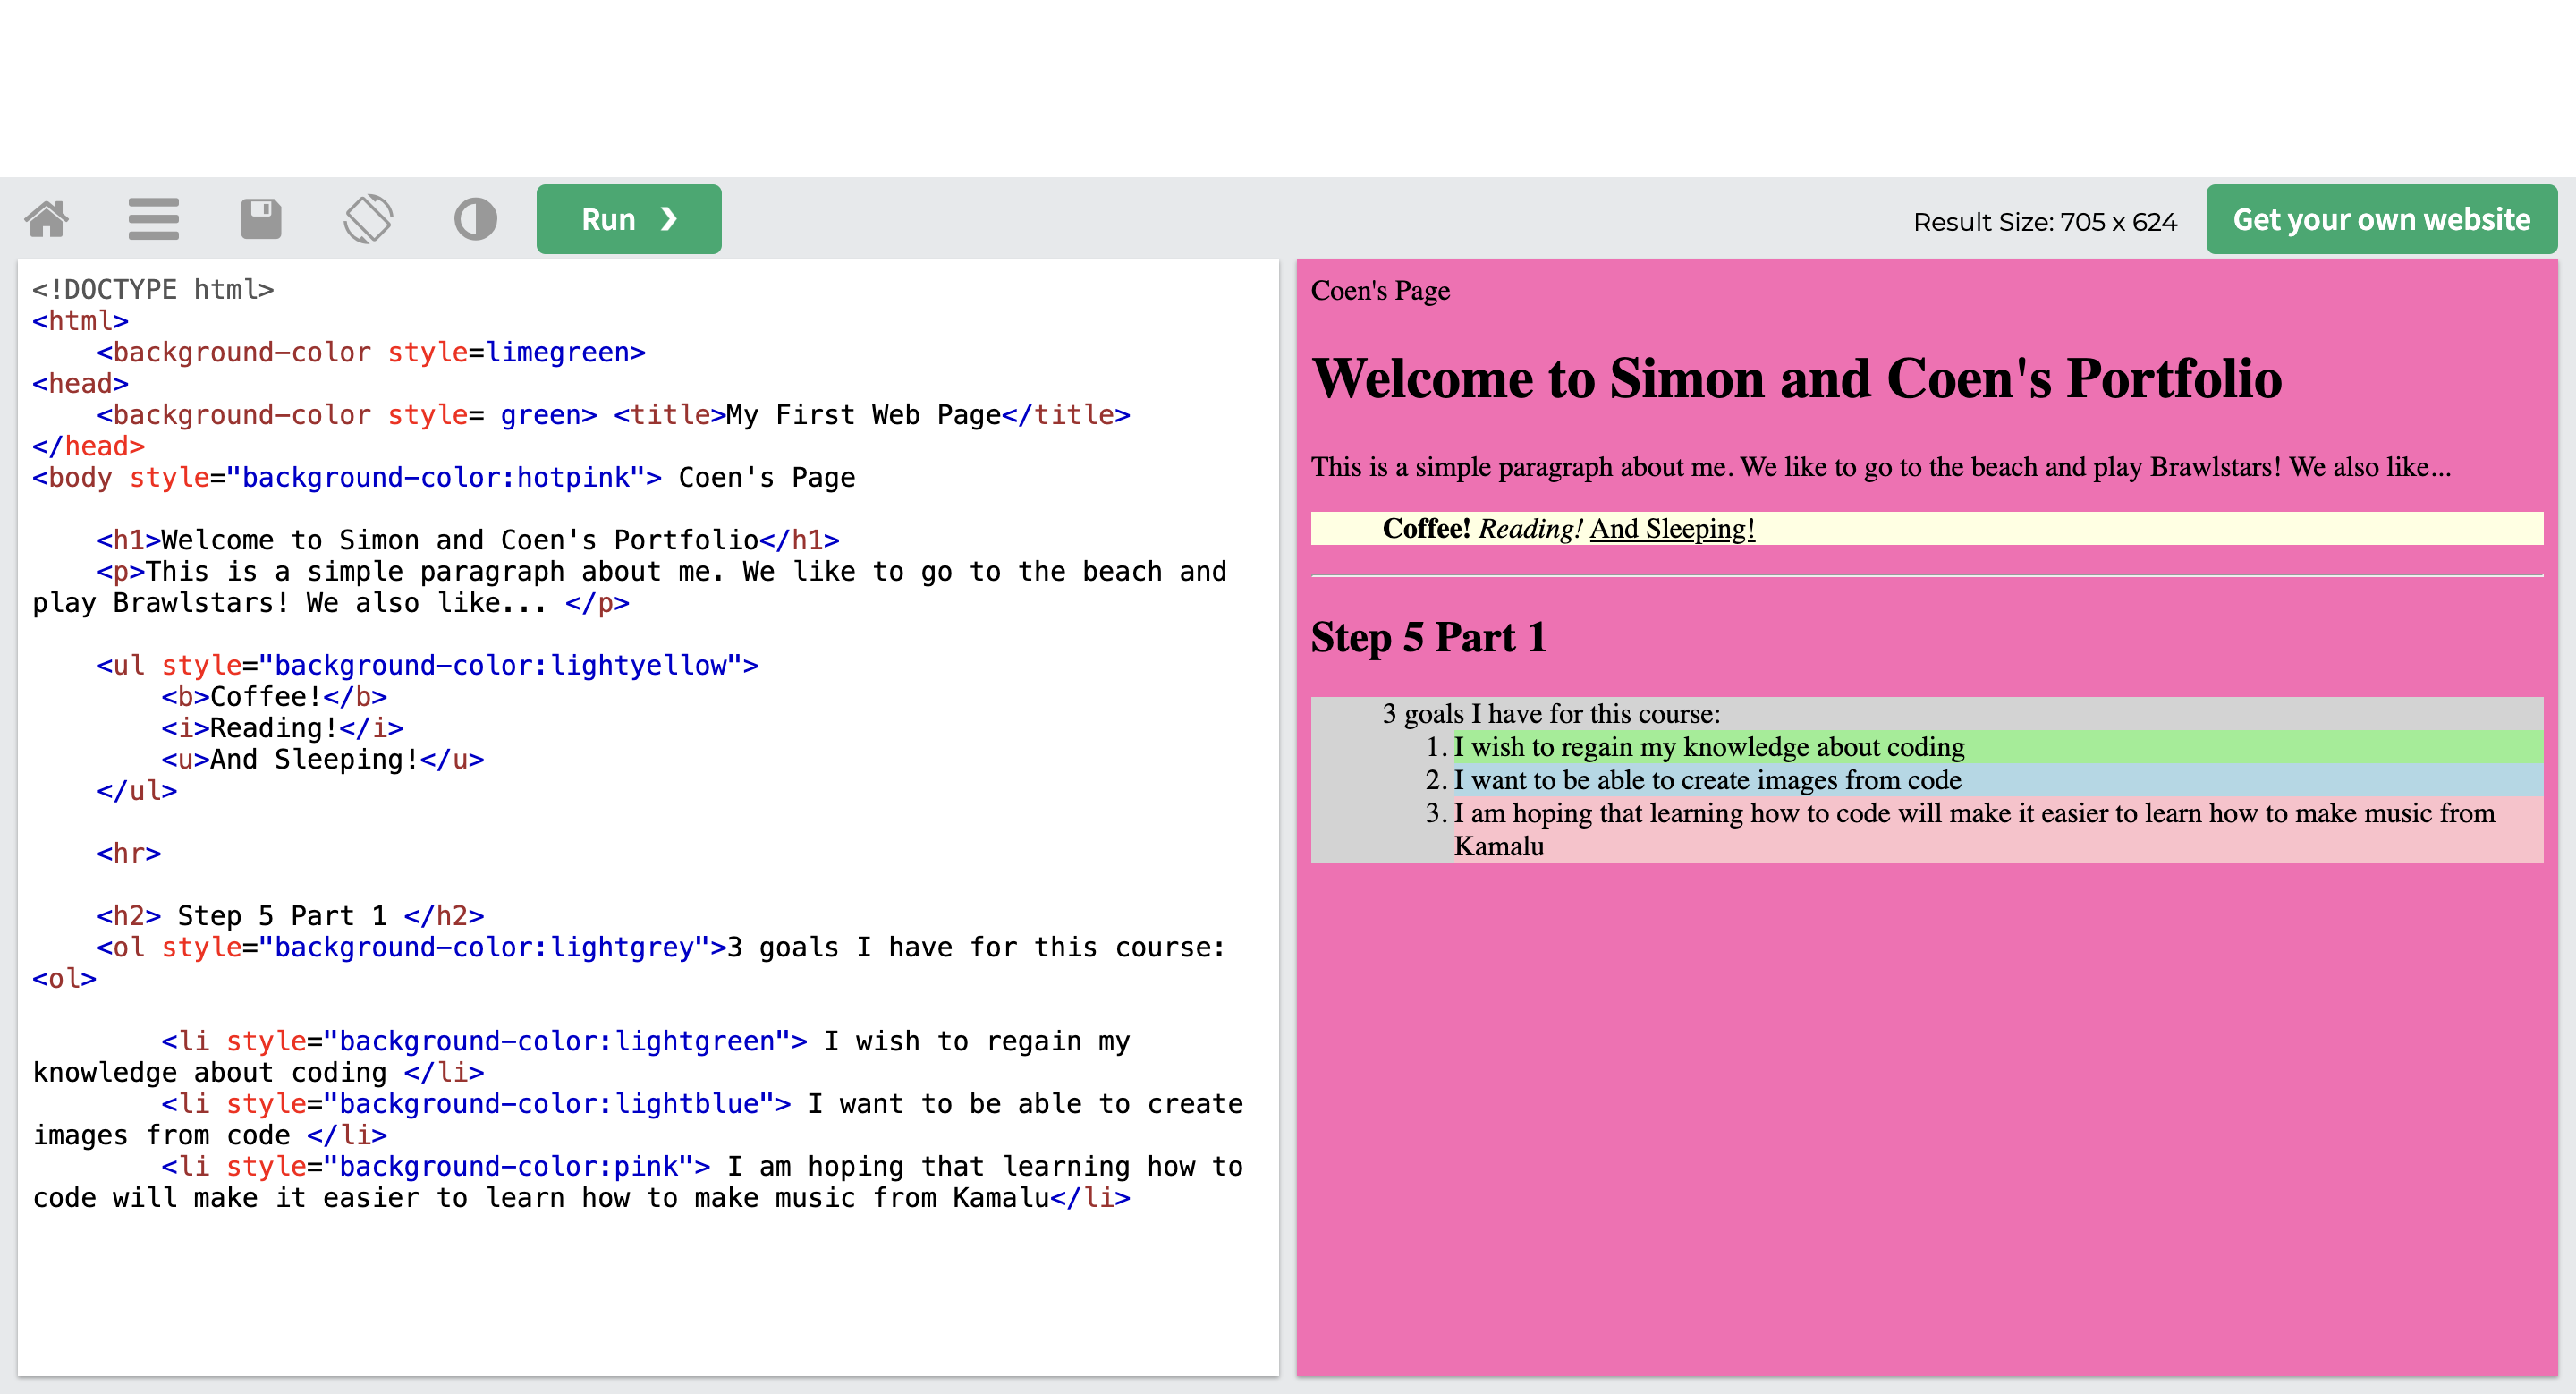 Run ❯
Result Size: 705 x 624
Get your own website
<!DOCTYPE html>
<html>
    <background-color style=limegreen>
<head>
    <background-color style= green> <title>My First Web Page</title>
</head>
<body style="background-color:hotpink"> Coen's Page
    <h1>Welcome to Simon and Coen's Portfolio</h1>
    <p>This is a simple paragraph about me. We like to go to the beach and
play Brawlstars! We also like... </p>
    <ul style="background-color:lightyellow">
        <b>Coffee!</b>
        <i>Reading!</i>
        <u>And Sleeping!</u>
    </ul>
    <hr>
    <h2> Step 5 Part 1 </h2>
    <ol style="background-color:lightgrey">3 goals I have for this course:
<ol>
        <li style="background-color:lightgreen"> I wish to regain my
knowledge about coding </li>
        <li style="background-color:lightblue"> I want to be able to create
images from code </li>
        <li style="background-color:pink"> I am hoping that learning how to
code will make it easier to learn how to make music from Kamalu</li>
Coen's Page
Welcome to Simon and Coen's Portfolio
This is a simple paragraph about me. We like to go to the beach and play Brawlstars! We also like...
Coffee! Reading! And Sleeping!
Step 5 Part 1
3 goals I have for this course:
1. I wish to regain my knowledge about coding
2. I want to be able to create images from code
3. I am hoping that learning how to code will make it easier to learn how to make music from
Kamalu